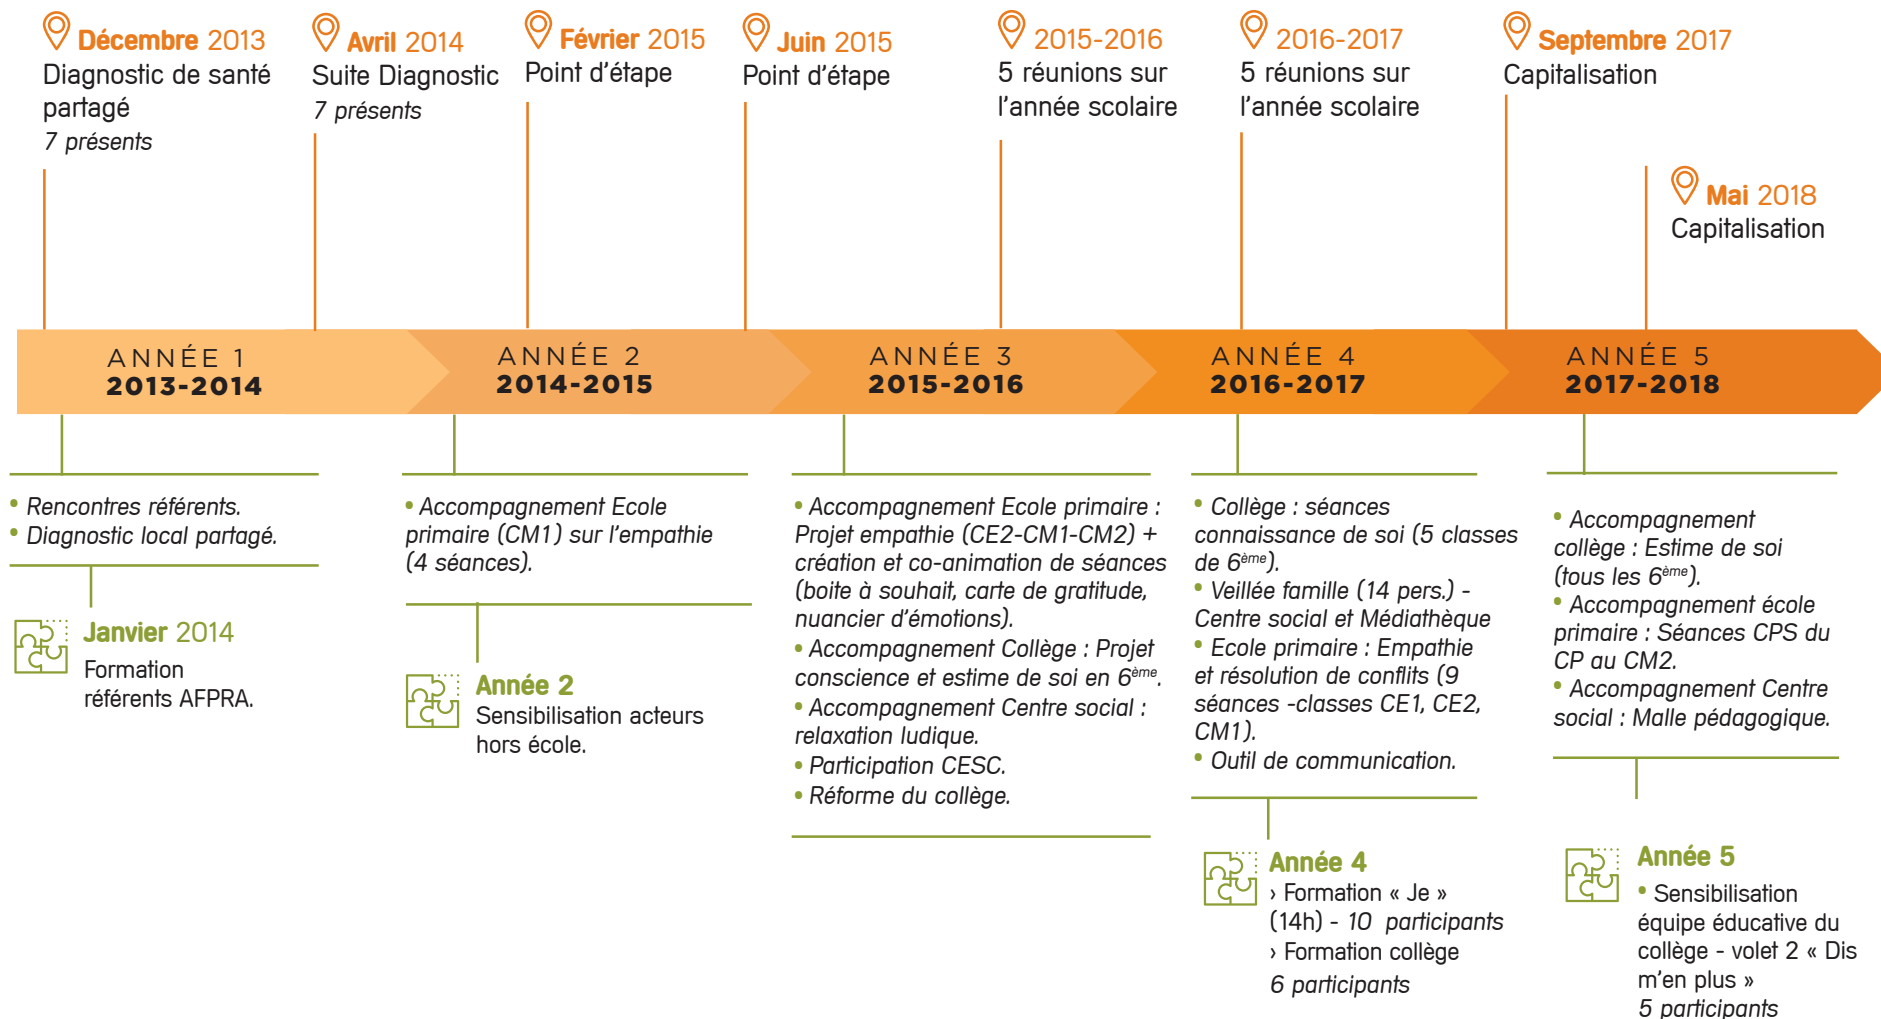 Décembre 2013
Diagnostic de santé
partagé
7 présents
Avril 2014
Suite Diagnostic
7 présents
Février 2015
Point d'étape
Juin 2015
Point d'étape
2015-2016
5 réunions sur
l'année scolaire
2016-2017
5 réunions sur
l'année scolaire
Septembre 2017
Capitalisation
Mai 2018
Capitalisation
ANNÉE 1
2013-2014
ANNÉE 2
2014-2015
ANNÉE 3
2015-2016
ANNÉE 4
2016-2017
ANNÉE 5
2017-2018
• Rencontres référents.
• Diagnostic local partagé.
Janvier 2014
Formation
référents AFPRA.
• Accompagnement Ecole
primaire (CM1) sur l'empathie
(4 séances).
Année 2
Sensibilisation acteurs
hors école.
• Accompagnement Ecole primaire :
Projet empathie (CE2-CM1-CM2) +
création et co-animation de séances
(boite à souhait, carte de gratitude,
nuancier d'émotions).
• Accompagnement Collège : Projet
conscience et estime de soi en 6ème.
• Accompagnement Centre social :
relaxation ludique.
• Participation CESC.
• Réforme du collège.
• Collège : séances
connaissance de soi (5 classes
de 6ème).
• Veillée famille (14 pers.) -
Centre social et Médiathèque
• Ecole primaire : Empathie
et résolution de conflits (9
séances -classes CE1, CE2,
CM1).
• Outil de communication.
Année 4
› Formation « Je »
(14h) - 10 participants
› Formation collège
6 participants
• Accompagnement
collège : Estime de soi
(tous les 6ème).
• Accompagnement école
primaire : Séances CPS du
CP au CM2.
• Accompagnement Centre
social : Malle pédagogique.
Année 5
• Sensibilisation
équipe éducative du
collège - volet 2 « Dis
m'en plus »
5 participants